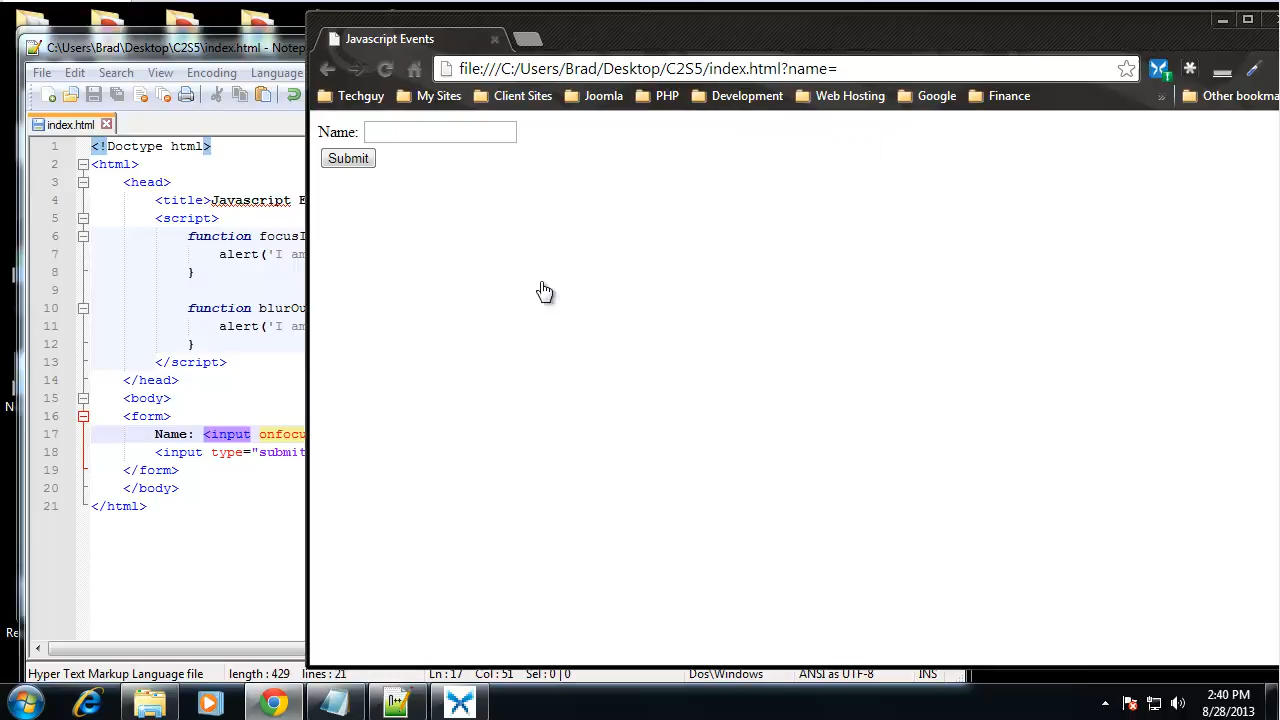 C:\Users\Brad\Desktop\C2S5\index.html - Notep
File Edit Search View Encoding Language
index.html
1 <!Doctype html>
2 <html>
3 <head>
4 <title>Javascript E
5 <script>
6 function focusI
7 alert('I am
8 }
9
10 function blurOu
11 alert('I am
12 }
13 </script>
14 </head>
15 <body>
16 <form>
17 Name: <input onfocu
18 <input type="submit
19 </form>
20 </body>
21 </html>
Hyper Text Markup Language file length : 429 lines : 21 Ln : 17 Col : 51 Sel : 0 | 0 Dos\Windows ANSI as UTF-8 INS
Javascript Events
file:///C:/Users/Brad/Desktop/C2S5/index.html?name=
Techguy My Sites Client Sites Joomla PHP Development Web Hosting Google Finance » Other bookma
Name:
Submit
N
Re
2:40 PM
8/28/2013